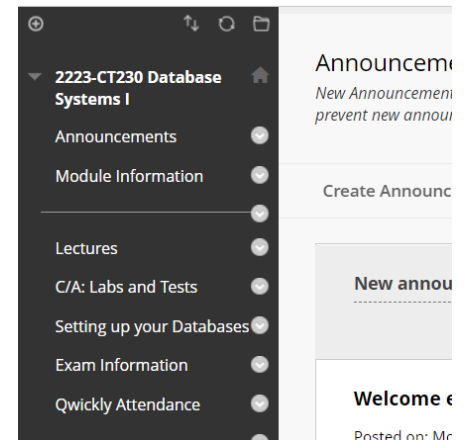 2223-CT230 Database
Systems I
Announcements
Module Information
Lectures
C/A: Labs and Tests
Setting up your Databases
Exam Information
Qwickly Attendance
Announceme
New Announcement
prevent new annour
Create Announc
New annou
Welcome e
Posted on: Mo